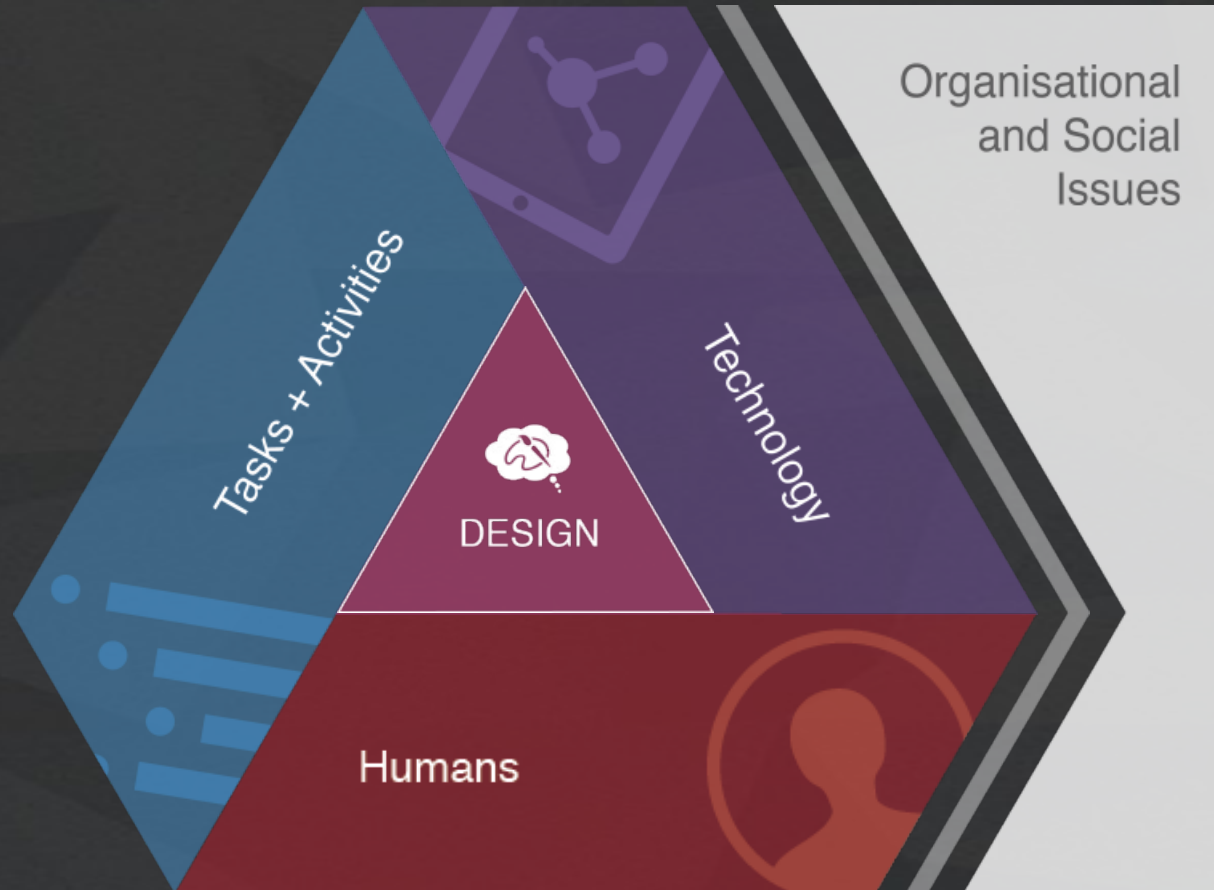 Organisational
and Social
Issues
Tasks + Activities
Technology
DESIGN
Humans